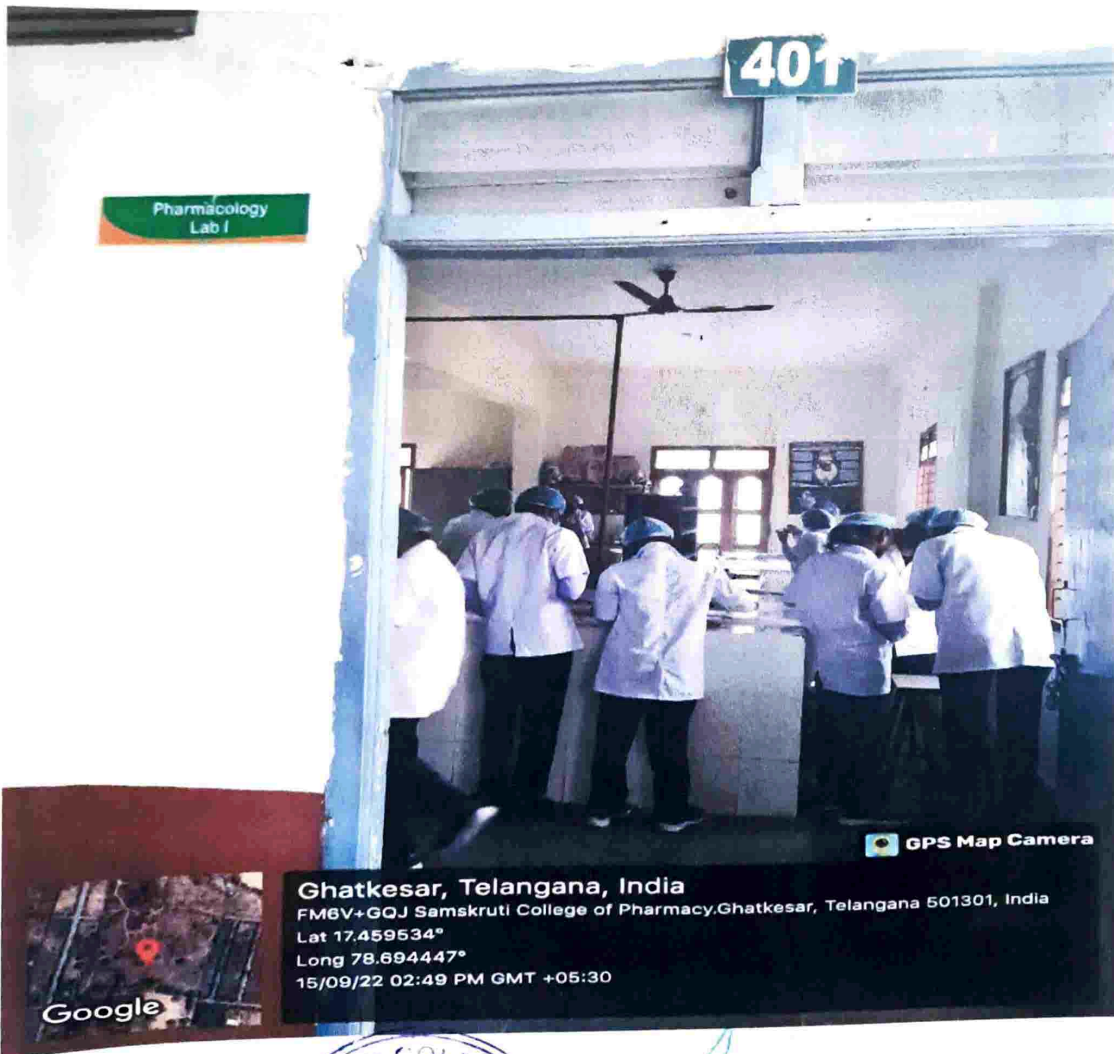 401
Pharmacology
Lab I
GPS Map Camera
Ghatkesar, Telangana, India
FM6V+GQJ Samskruti College of Pharmacy,Ghatkesar, Telangana 501301, India
Lat 17.459534°
Long 78.694447°
15/09/22 02:49 PM GMT +05:30
Google